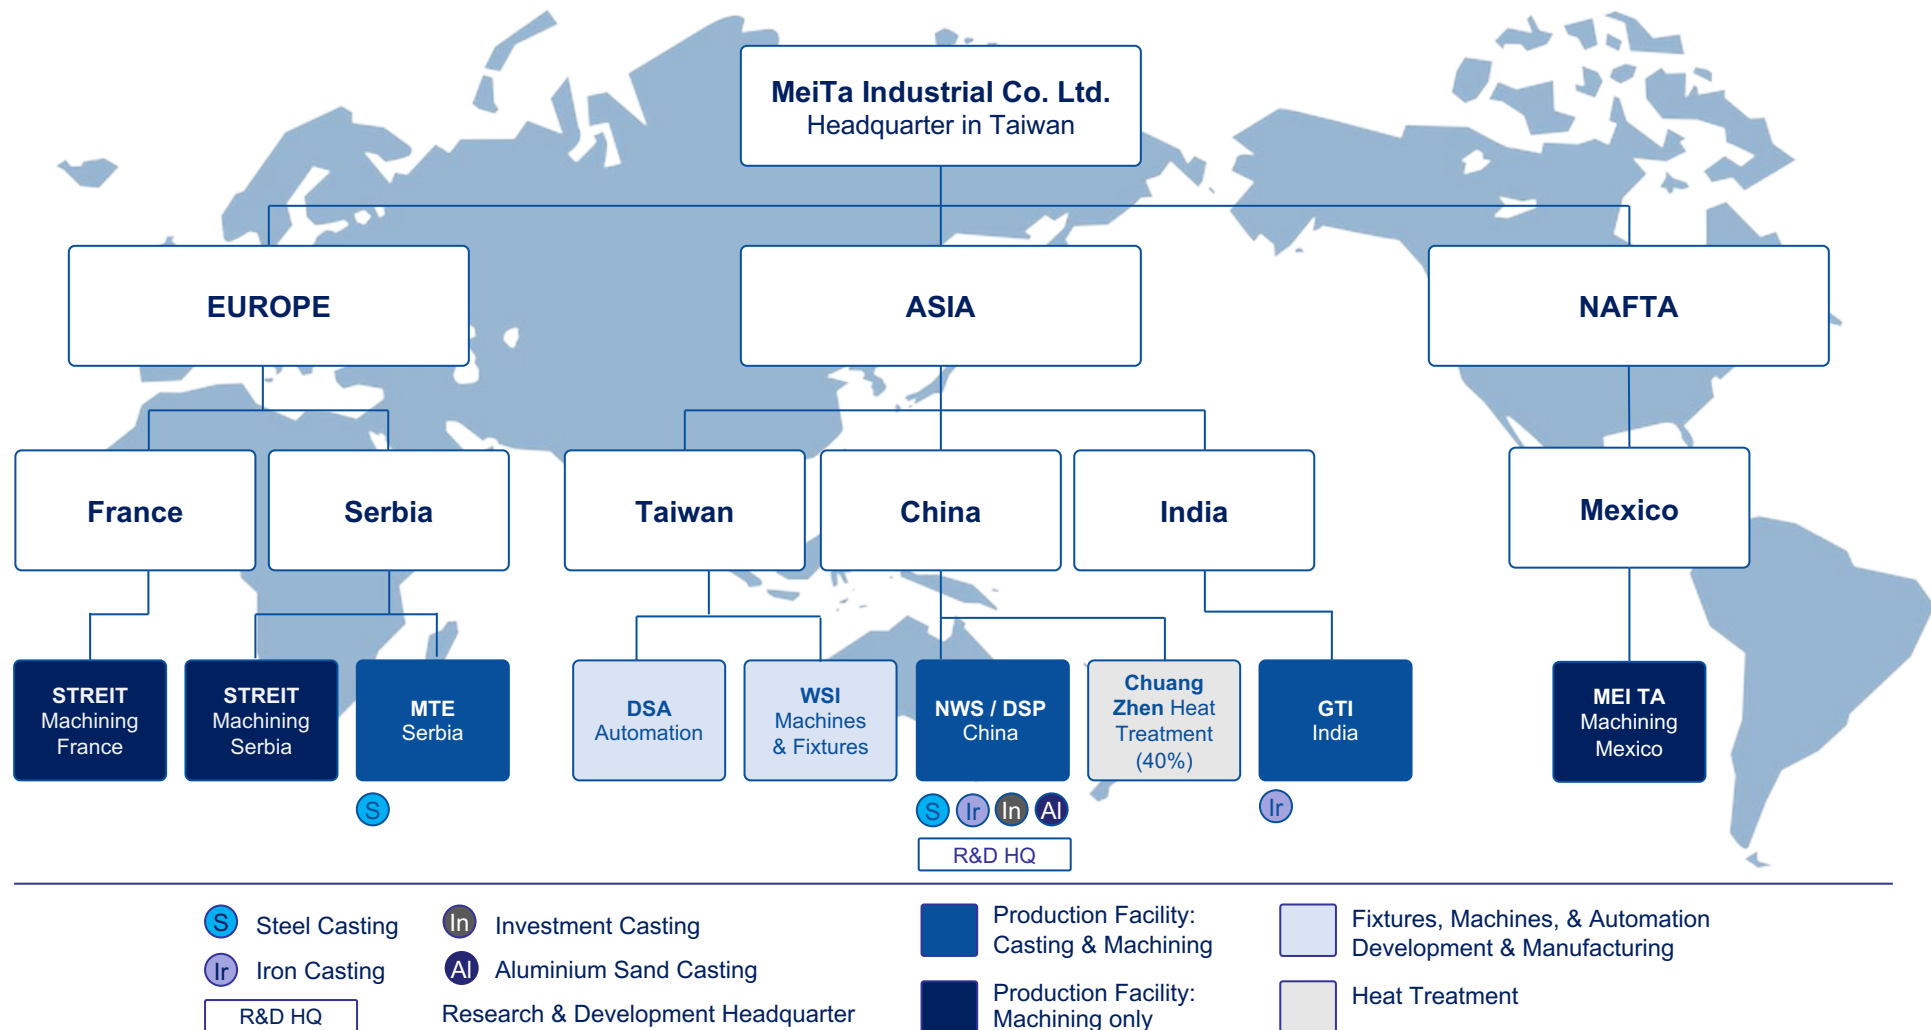 MeiTa Industrial Co. Ltd.
Headquarter in Taiwan
EUROPE
ASIA
NAFTA
France
Serbia
Taiwan
China
India
Mexico
STREIT
Machining
France
STREIT
Machining
Serbia
MTE
Serbia
DSA
Automation
WSI
Machines
& Fixtures
NWS / DSP
China
Chuang
Zhen Heat
Treatment
(40%)
GTI
India
MEI TA
Machining
Mexico
S
S
Ir
In
Al
Ir
R&D HQ
S Steel Casting
In Investment Casting
Ir Iron Casting
Al Aluminium Sand Casting
R&D HQ Research & Development Headquarter
Production Facility:
Casting & Machining
Production Facility:
Machining only
Fixtures, Machines, & Automation
Development & Manufacturing
Heat Treatment